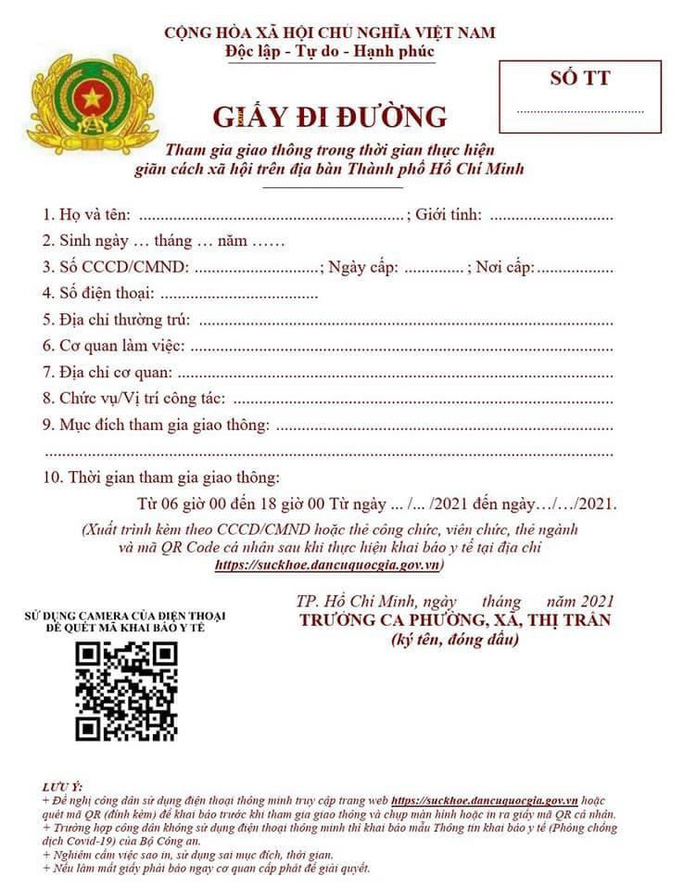 CỘNG HÒA XÃ HỘI CHỦ NGHĨA VIỆT NAM
Độc lập - Tự do - Hạnh phúc
SỐ TT
............................................
GIẤY ĐI ĐƯỜNG
Tham gia giao thông trong thời gian thực hiện
giãn cách xã hội trên địa bàn Thành phố Hồ Chí Minh
1. Họ và tên: ............................................................ ; Giới tính: ............................
2. Sinh ngày … tháng … năm ……
3. Số CCCD/CMND: ............................ ; Ngày cấp: .............. ; Nơi cấp:.................
4. Số điện thoại: ....................................
5. Địa chỉ thường trú: ..............................................................................................
6. Cơ quan làm việc: ................................................................................................
7. Địa chỉ cơ quan: ...................................................................................................
8. Chức vụ/Vị trí công tác: ......................................................................................
9. Mục đích tham gia giao thông: ............................................................................
.................................................................................................................................
10. Thời gian tham gia giao thông:
Từ 06 giờ 00 đến 18 giờ 00 Từ ngày ... /... /2021 đến ngày…/…/2021.
(Xuất trình kèm theo CCCD/CMND hoặc thẻ công chức, viên chức, thẻ ngành
và mã QR Code cá nhân sau khi thực hiện khai báo y tế tại địa chỉ
https://suckhoe.dancuquocgia.gov.vn)
TP. Hồ Chí Minh, ngày tháng năm 2021
TRƯỞNG CA PHƯỜNG, XÃ, THỊ TRẤN
(ký tên, đóng dấu)
SỬ DỤNG CAMERA CỦA ĐIỆN THOẠI
ĐỂ QUÉT MÃ KHAI BÁO Y TẾ
LƯU Ý:
+ Đề nghị công dân sử dụng điện thoại thông minh truy cập trang web https://suckhoe.dancuquocgia.gov.vn hoặc
quét mã QR (đính kèm) để khai báo trước khi tham gia giao thông và chụp màn hình hoặc in ra giấy mã QR cá nhân.
+ Trường hợp công dân không sử dụng điện thoại thông minh thì khai báo mẫu Thông tin khai báo y tế (Phòng chống
dịch Covid-19) của Bộ Công an.
+ Nghiêm cấm việc sao in, sử dụng sai mục đích, thời gian.
+ Nếu làm mất giấy phải báo ngay cơ quan cấp phát để giải quyết.